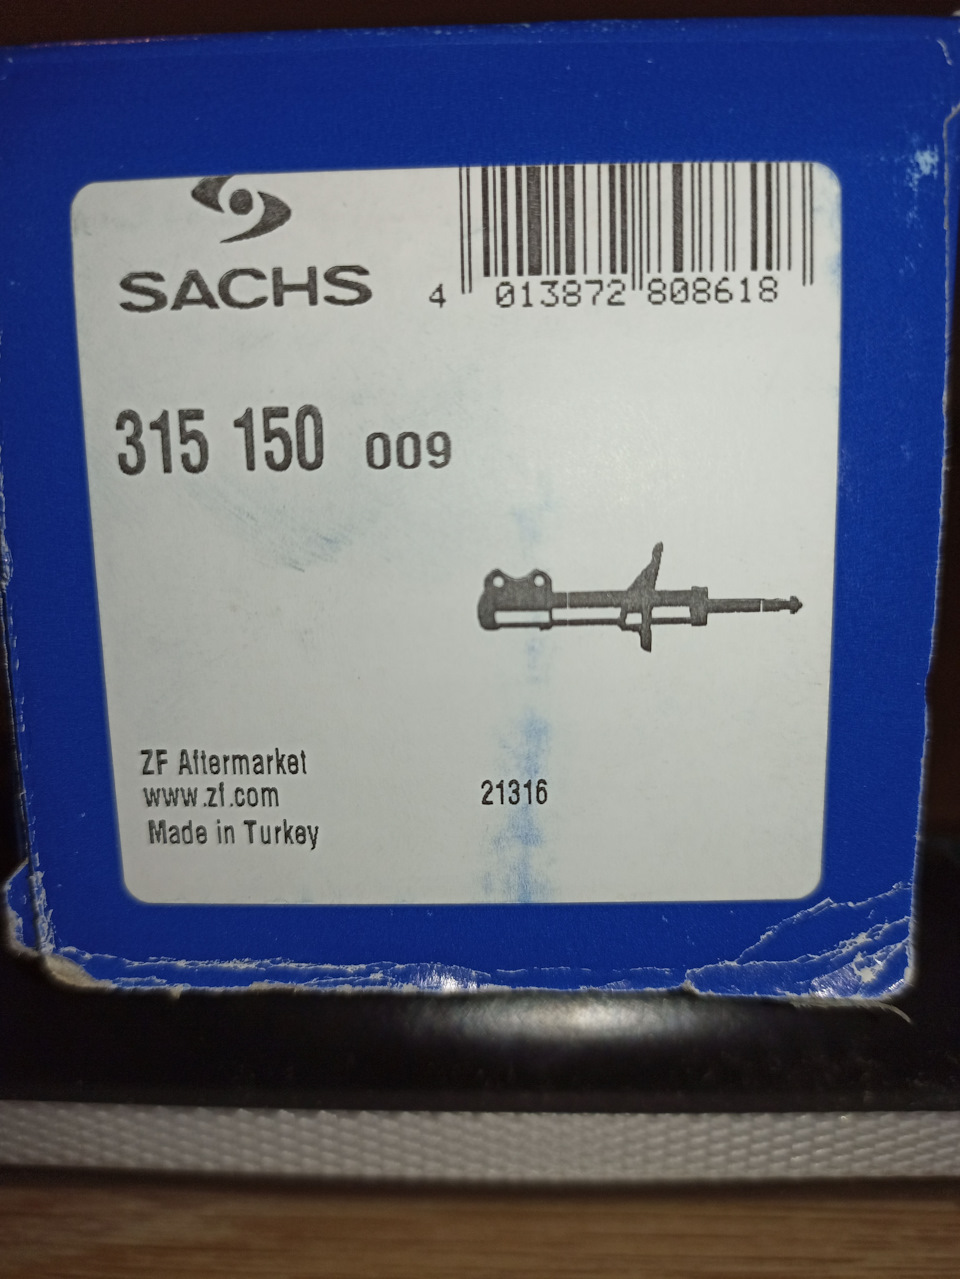 SACHS
4 013872 808618
315 150 009
ZF Aftermarket
www.zf.com
21316
Made in Turkey